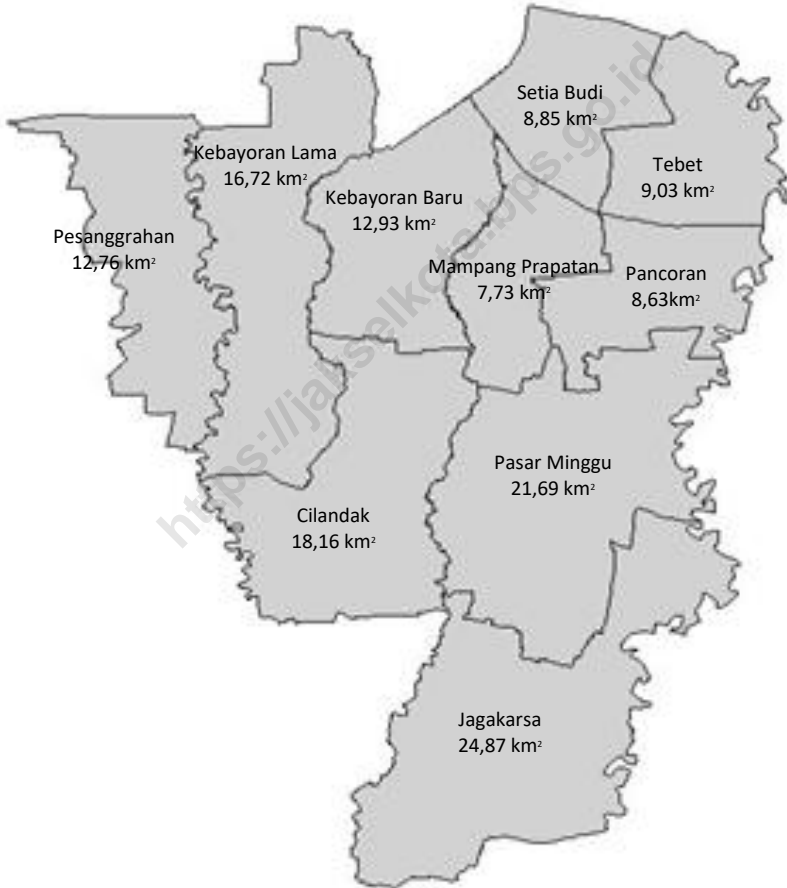 Setia Budi
8,85 km²
Kebayoran Lama
16,72 km²
Tebet
9,03 km²
Kebayoran Baru
12,93 km²
Pesanggrahan
12,76 km²
Mampang Prapatan
7,73 km²
Pancoran
8,63km²
Pasar Minggu
21,69 km²
Cilandak
18,16 km²
Jagakarsa
24,87 km²
https://jakselkota.bps.go.id